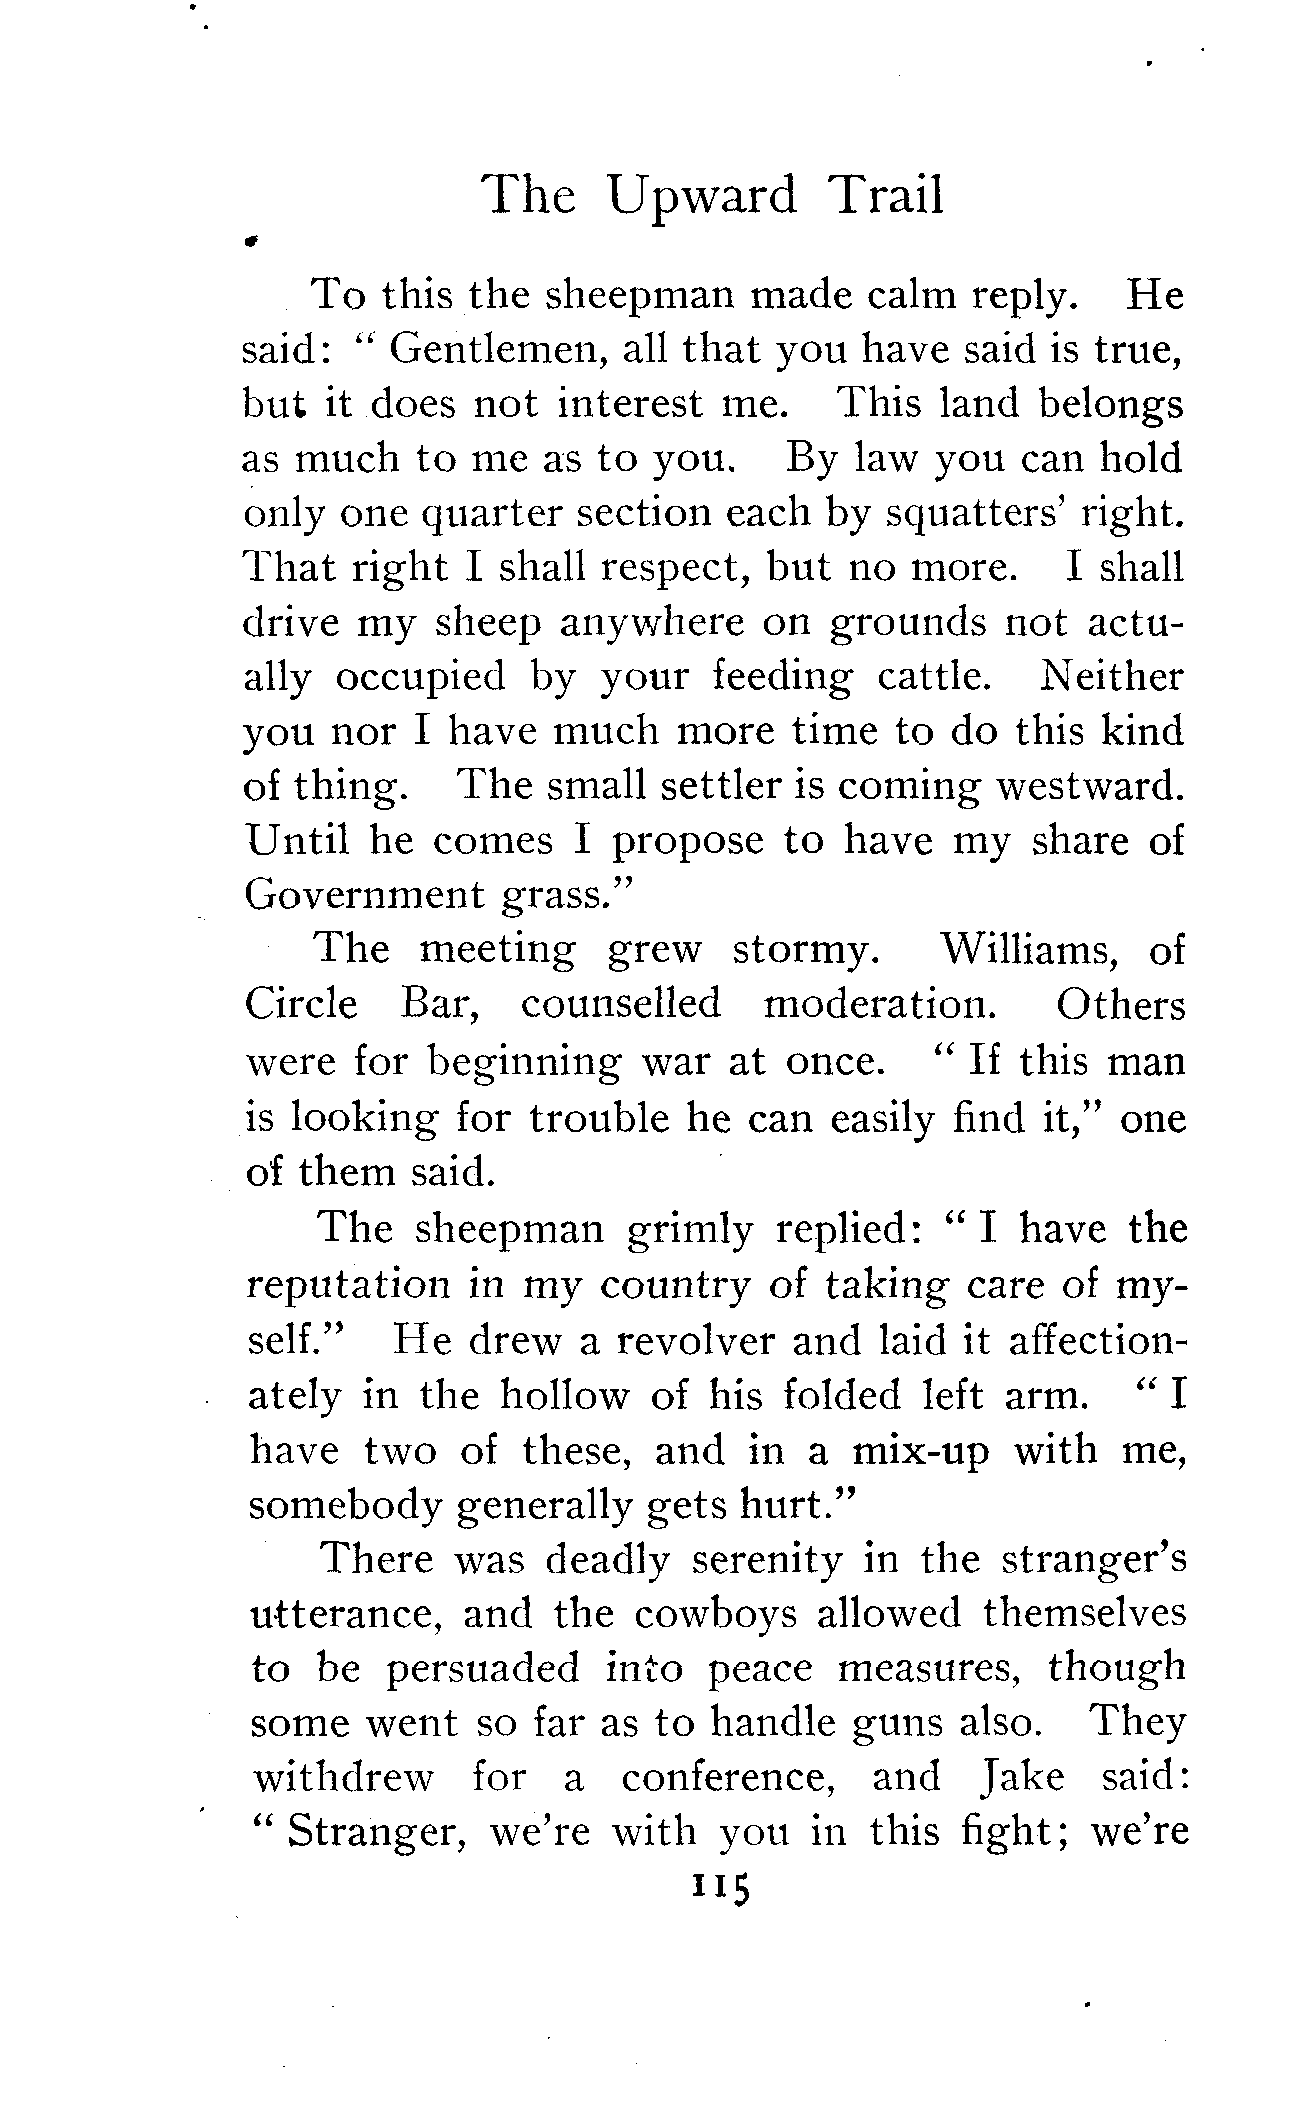 The Upward Trail
To this the sheepman made calm reply. He
said: " Gentlemen, all that you have said is true,
but it does not interest me. This land belongs
as much to me as to you. By law you can hold
only one quarter section each by squatters' right.
That right I shall respect, but no more. I shall
drive my sheep anywhere on grounds not actu-
ally occupied by your feeding cattle. Neither
you nor I have much more time to do this kind
of thing. The small settler is coming westward.
Until he comes I propose to have my share of
Government grass."
The meeting grew stormy. Williams, of
Circle Bar, counselled moderation. Others
were for beginning war at once. " If this man
is looking for trouble he can easily find it," one
of them said.
The sheepman grimly replied: " I have the
reputation in my country of taking care of my-
self." He drew a revolver and laid it affection-
ately in the hollow of his folded left arm. " I
have two of these, and in a mix-up with me,
somebody generally gets hurt."
There was deadly serenity in the stranger's
utterance, and the cowboys allowed themselves
to be persuaded into peace measures, though
some went so far as to handle guns also. They
withdrew for a conference, and Jake said:
" Stranger, we're with you in this fight; we're
115